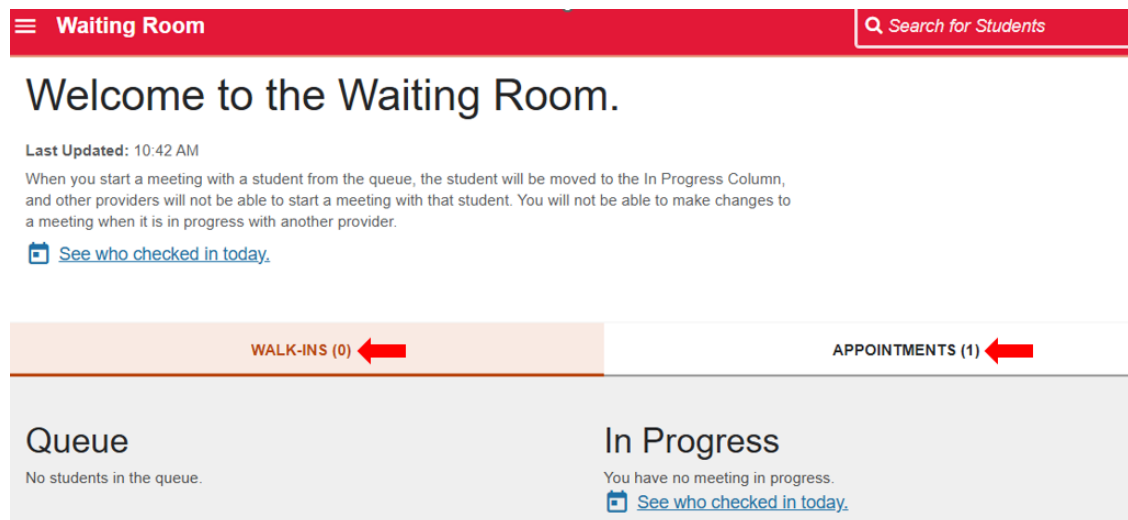 Waiting Room
Search for Students
Welcome to the Waiting Room.
Last Updated: 10:42 AM
When you start a meeting with a student from the queue, the student will be moved to the In Progress Column,
and other providers will not be able to start a meeting with that student. You will not be able to make changes to
a meeting when it is in progress with another provider.
See who checked in today.
WALK-INS (0)
APPOINTMENTS (1)
Queue
No students in the queue.
In Progress
You have no meeting in progress.
See who checked in today.